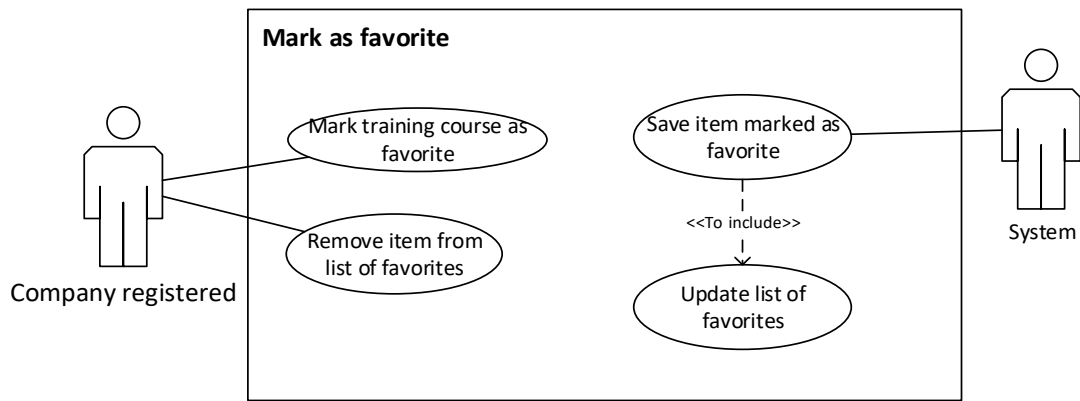 Mark as favorite
Mark training course as
favorite
Save item marked as
favorite
<<To include>>
System
Remove item from
list of favorites
Company registered
Update list of
favorites